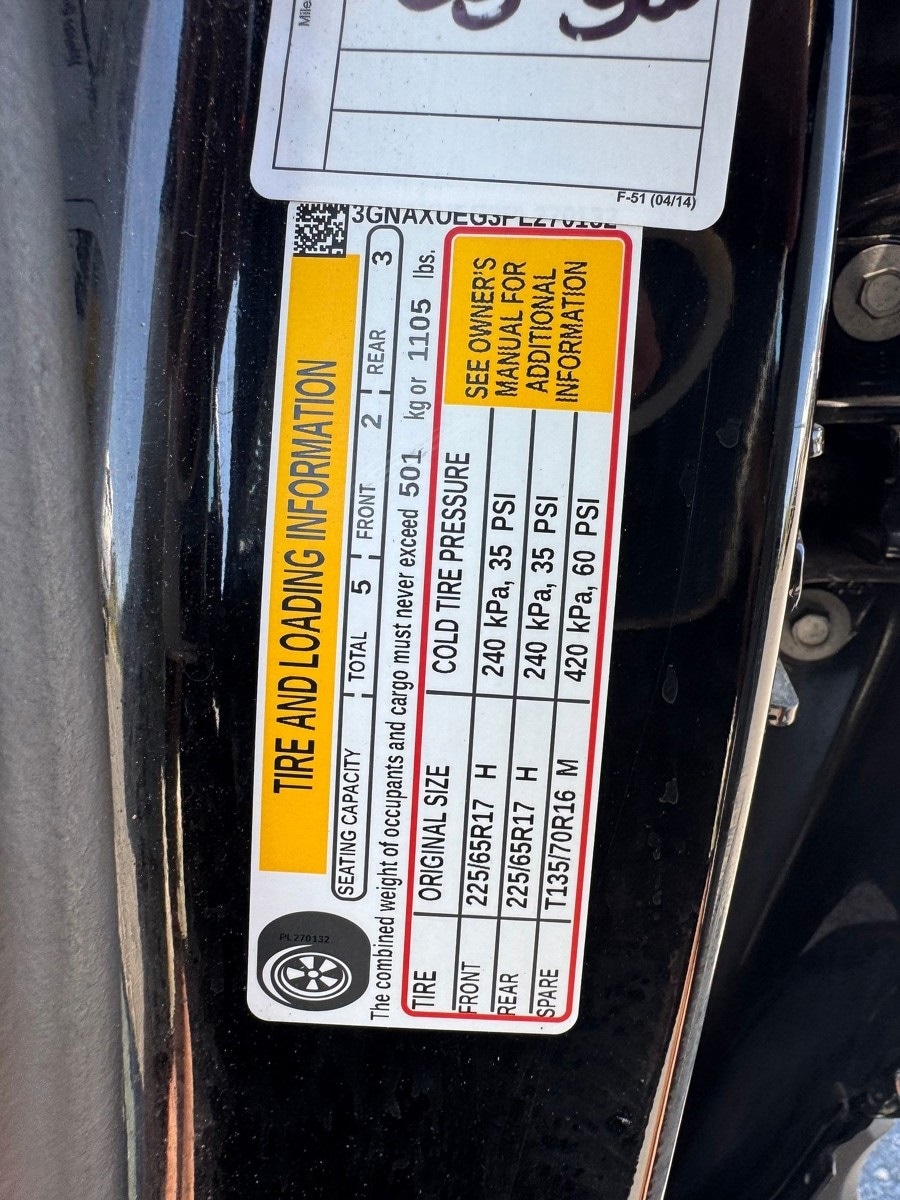 Mile
F-51 (04/14)
3GNAXUEG3PL270132
TIRE AND LOADING INFORMATION
SEATING CAPACITY TOTAL 5 FRONT 2 REAR 3
The combined weight of occupants and cargo must never exceed 501 kg or 1105 lbs.
TIRE ORIGINAL SIZE COLD TIRE PRESSURE
FRONT 225/65R17 H 240 kPa, 35 PSI
REAR 225/65R17 H 240 kPa, 35 PSI
SPARE T135/70R16 M 420 kPa, 60 PSI
SEE OWNER'S
MANUAL FOR
ADDITIONAL
INFORMATION
PL270132